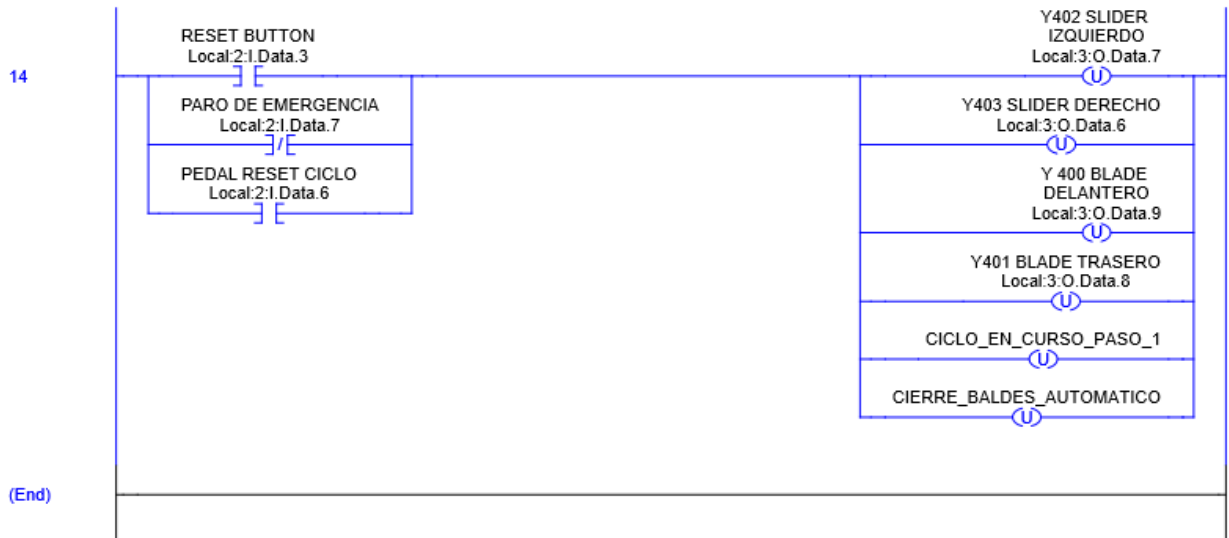 RESET BUTTON
Local:2:I.Data.3
14
PARO DE EMERGENCIA
Local:2:I.Data.7
/
PEDAL RESET CICLO
Local:2:I.Data.6
Y402 SLIDER
IZQUIERDO
Local:3:O.Data.7
U
Y403 SLIDER DERECHO
Local:3:O.Data.6
U
Y 400 BLADE
DELANTERO
Local:3:O.Data.9
U
Y401 BLADE TRASERO
Local:3:O.Data.8
U
CICLO_EN_CURSO_PASO_1
U
CIERRE_BALDES_AUTOMATICO
U
(End)